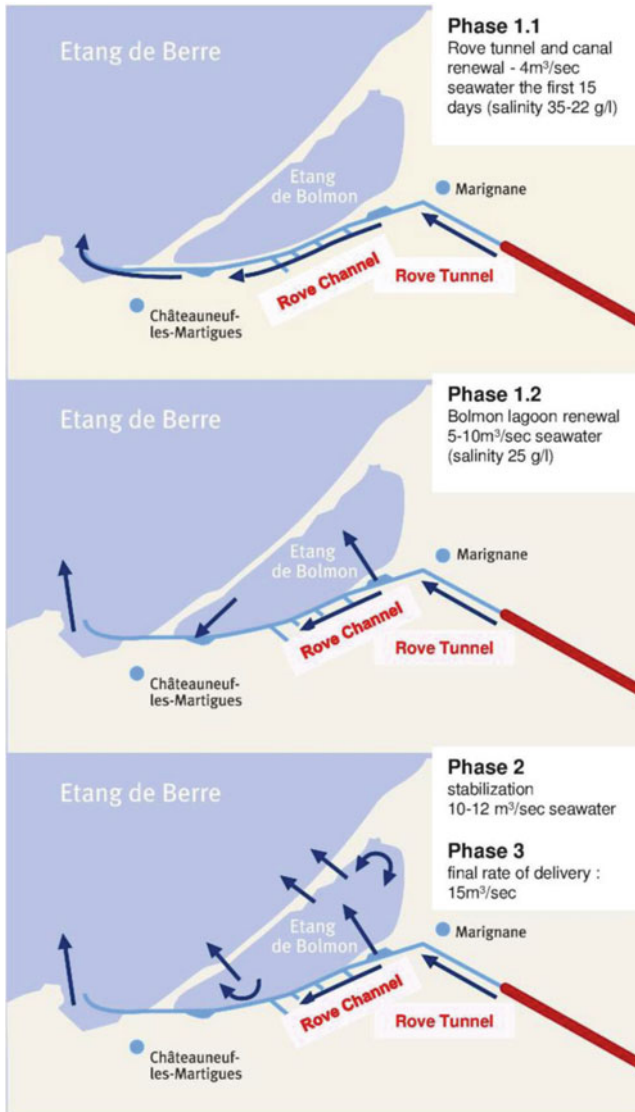 Etang de Berre
Phase 1.1
Rove tunnel and canal
renewal - 4m³/sec
seawater the first 15
days (salinity 35-22 g/l)
Etang
de Bolmon
Marignane
Rove Channel
Rove Tunnel
Châteauneuf-
les-Martigues
Etang de Berre
Phase 1.2
Bolmon lagoon renewal
5-10m³/sec seawater
(salinity 25 g/l)
Etang
de Bolmon
Marignane
Rove Channel
Rove Tunnel
Châteauneuf-
les-Martigues
Etang de Berre
Phase 2
stabilization
10-12 m³/sec seawater
Phase 3
final rate of delivery :
15m³/sec
Etang
de Bolmon
Marignane
Rove Channel
Rove Tunnel
Châteauneuf-
les-Martigues